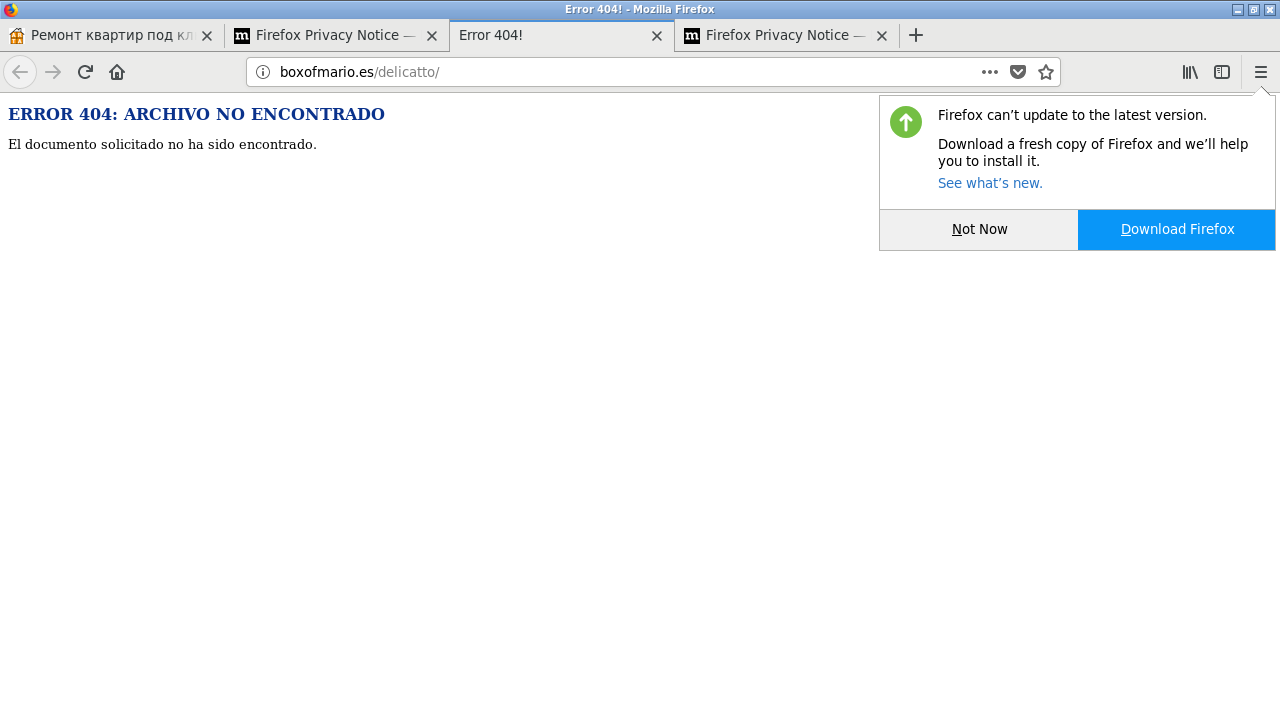 Error 404! - Mozilla Firefox
Ремонт квартир под кл
Firefox Privacy Notice —
Error 404!
Firefox Privacy Notice —
boxofmario.es/delicatto/
ERROR 404: ARCHIVO NO ENCONTRADO
El documento solicitado no ha sido encontrado.
Firefox can’t update to the latest version.
Download a fresh copy of Firefox and we’ll help
you to install it.
See what’s new.
Not Now
Download Firefox